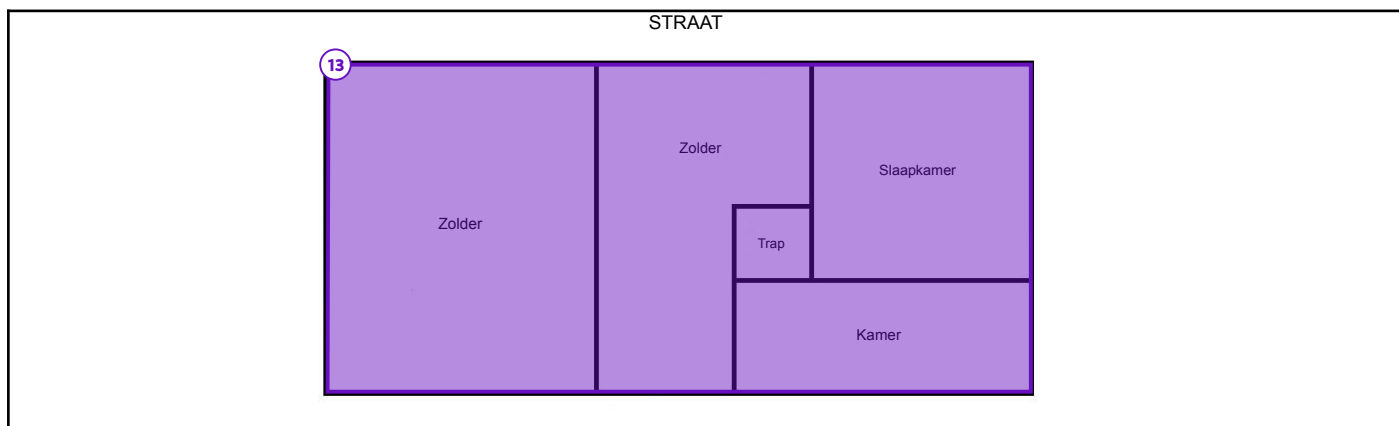 STRAAT
13
Zolder
Slaapkamer
Zolder
Trap
Kamer